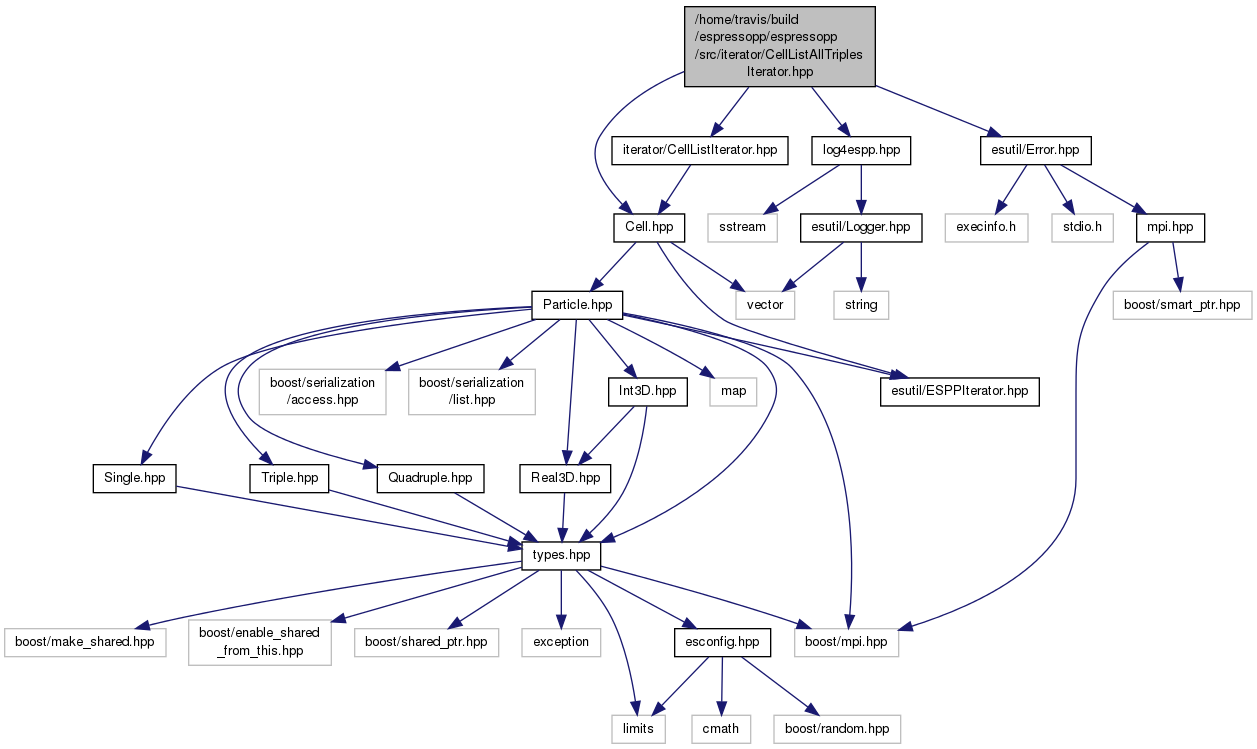 /home/travis/build
/espressopp/espressopp
/src/iterator/CellListAllTriples
Iterator.hpp
iterator/CellListIterator.hpp
log4espp.hpp
esutil/Error.hpp
Cell.hpp
sstream
esutil/Logger.hpp
execinfo.h
stdio.h
mpi.hpp
Particle.hpp
vector
string
boost/smart_ptr.hpp
boost/serialization
/access.hpp
boost/serialization
/list.hpp
Int3D.hpp
map
esutil/ESPPIterator.hpp
Single.hpp
Triple.hpp
Quadruple.hpp
Real3D.hpp
types.hpp
boost/make_shared.hpp
boost/enable_shared
_from_this.hpp
boost/shared_ptr.hpp
exception
esconfig.hpp
boost/mpi.hpp
limits
cmath
boost/random.hpp